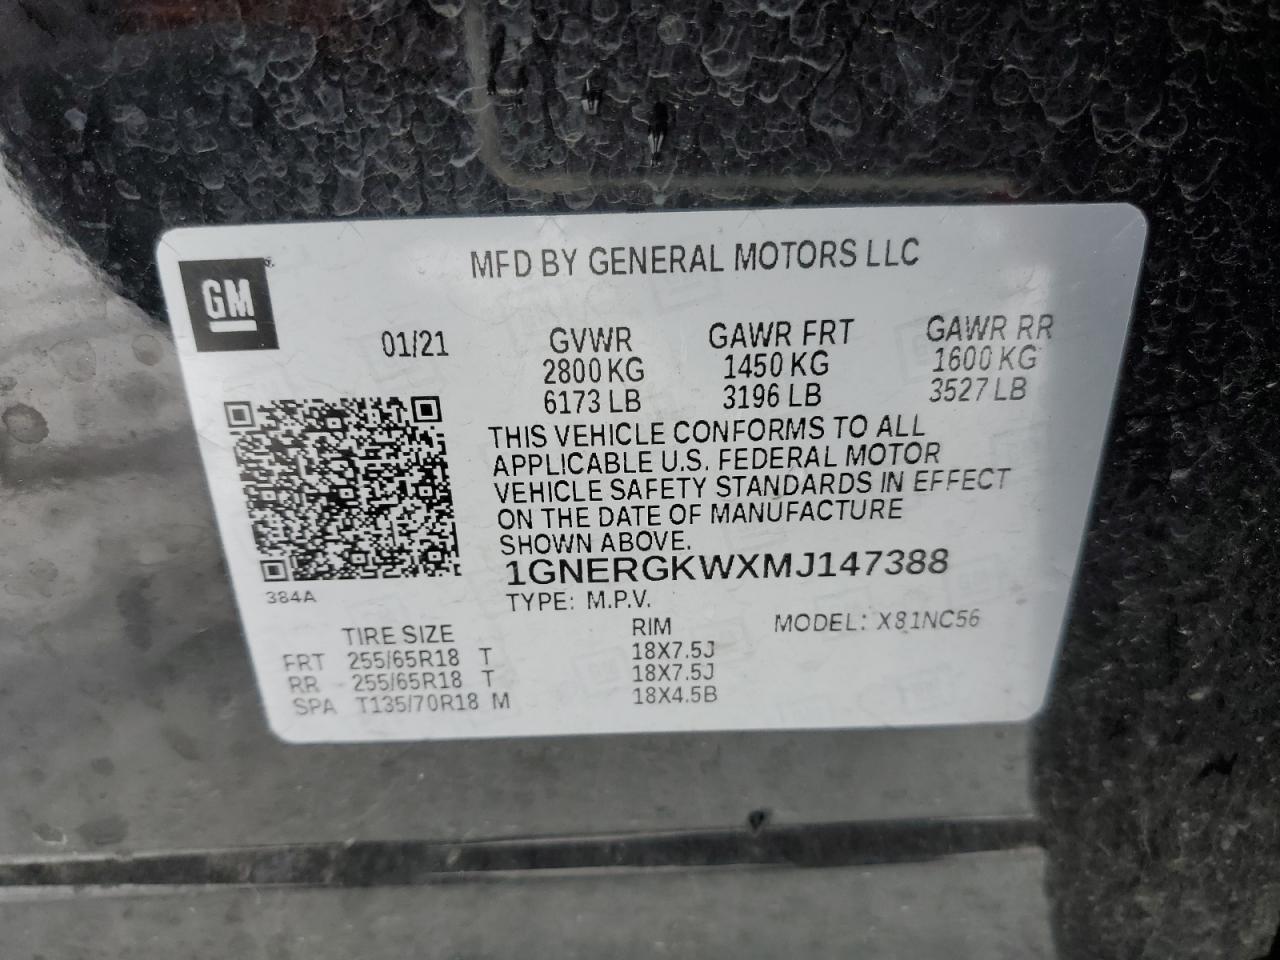 MFD BY GENERAL MOTORS LLC
GM
01/21 GVWR GAWR FRT GAWR RR
2800 KG 1450 KG 1600 KG
6173 LB 3196 LB 3527 LB
THIS VEHICLE CONFORMS TO ALL
APPLICABLE U.S. FEDERAL MOTOR
VEHICLE SAFETY STANDARDS IN EFFECT
ON THE DATE OF MANUFACTURE
SHOWN ABOVE.
1GNERGKWXMJ147388
384A
TYPE: M.P.V.
MODEL: X81NC56
TIRE SIZE RIM
FRT 255/65R18 T 18X7.5J
RR 255/65R18 T 18X7.5J
SPA T135/70R18 M 18X4.5B